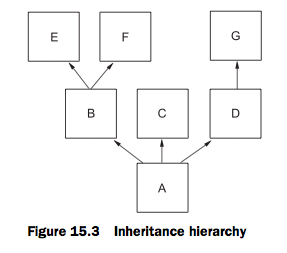 E F G
B C D
A
Figure 15.3 Inheritance hierarchy